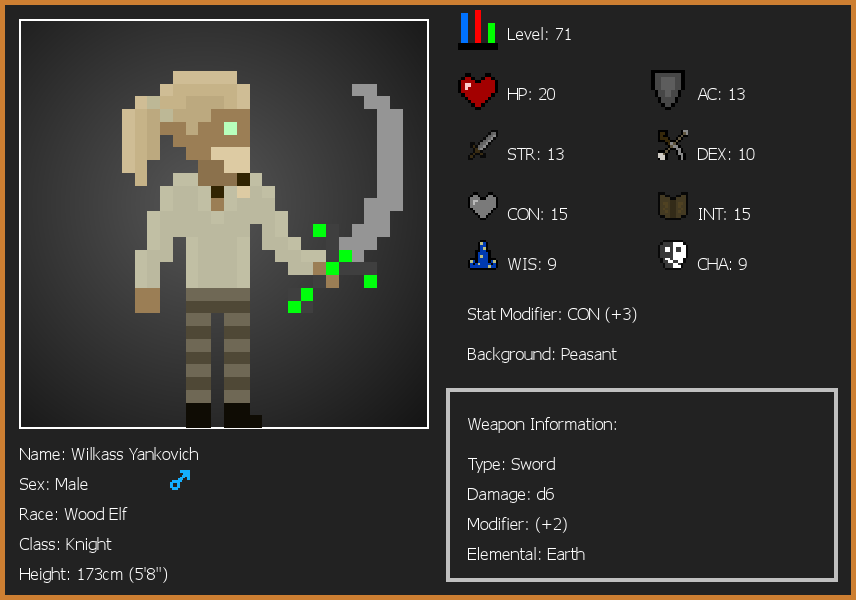 Level: 71
HP: 20
AC: 13
STR: 13
DEX: 10
CON: 15
INT: 15
WIS: 9
CHA: 9
Stat Modifier: CON (+3)
Background: Peasant
Weapon Information:
Type: Sword
Damage: d6
Modifier: (+2)
Elemental: Earth
Name: Wilkass Yankovich
Sex: Male
Race: Wood Elf
Class: Knight
Height: 173cm (5'8")